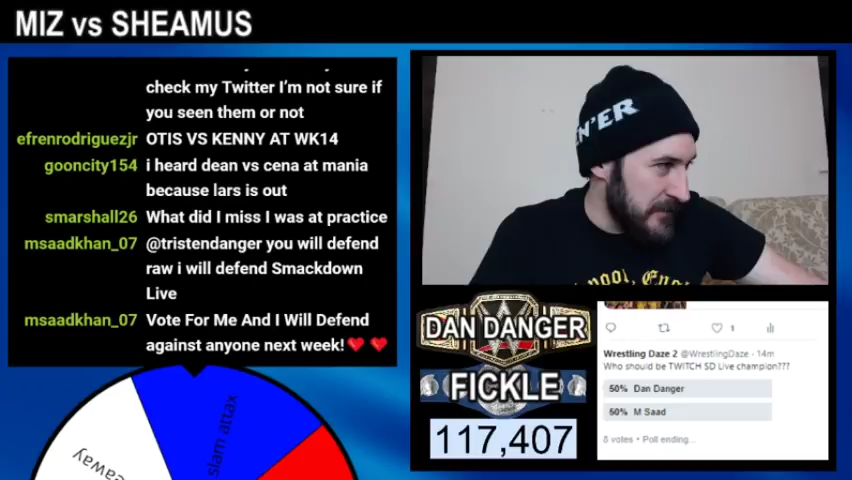 MIZ vs SHEAMUS
check my Twitter I'm not sure if
you seen them or not
efrenrodriguezjr OTIS VS KENNY AT WK14
gooncity154 i heard dean vs cena at mania
because lars is out
smarshall26 What did I miss I was at practice
msaadkhan_07 @tristendanger you will defend
raw i will defend Smackdown
Live
msaadkhan_07 Vote For Me And I Will Defend
against anyone next week!
slam attax
EN'ER
DAN DANGER
FICKLE
117,407
1
Wrestling Daze 2 @WrestlingDaze · 14m
Who should be TWITCH SD Live champion???
50% Dan Danger
50% M Saad
8 votes • Poll ending...